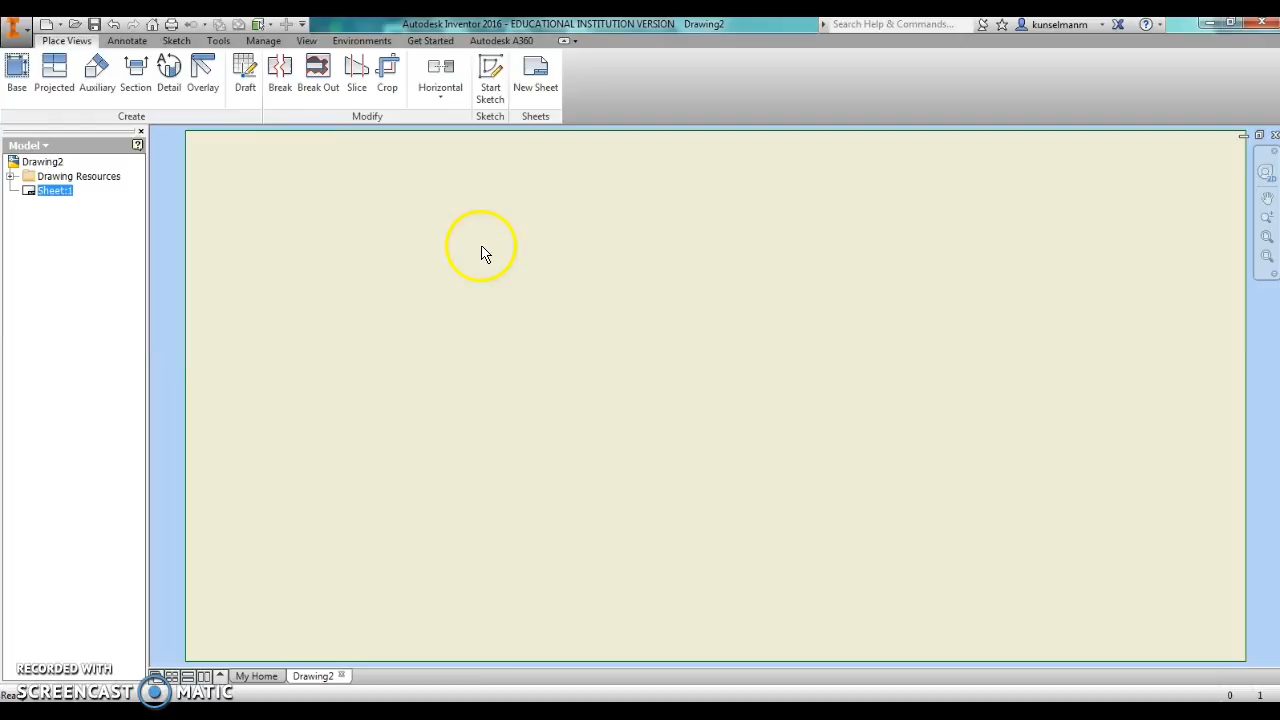 Autodesk Inventor 2016 - EDUCATIONAL INSTITUTION VERSION Drawing2
Search Help & Commands...
kunselmann
Place Views Annotate Sketch Tools Manage View Environments Get Started Autodesk A360
Base Projected Auxiliary Section Detail Overlay Draft Break Break Out Slice Crop Horizontal Start Sketch New Sheet
Create Modify Sketch Sheets
Model
Drawing2
Drawing Resources
Sheet:1
2D
My Home Drawing2
RECORDED WITH
SCREENCAST MATIC
0 1